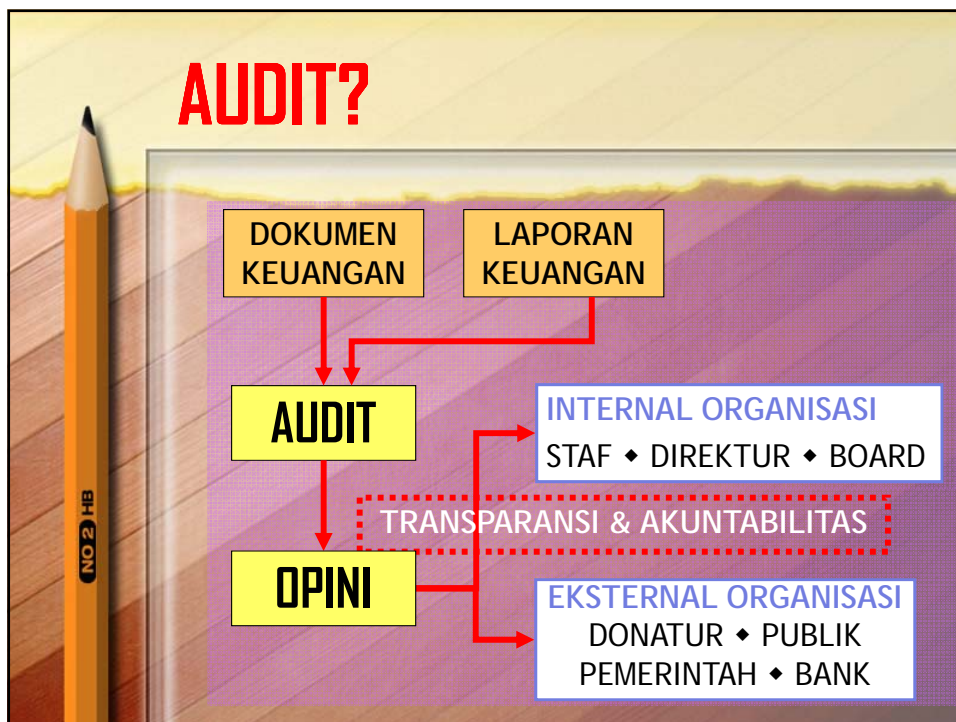 AUDIT?
DOKUMEN
KEUANGAN
LAPORAN
KEUANGAN
AUDIT
INTERNAL ORGANISASI
STAF ◆ DIREKTUR ◆ BOARD
TRANSPARANSI & AKUNTABILITAS
OPINI
EKSTERNAL ORGANISASI
DONATUR ◆ PUBLIK
PEMERINTAH ◆ BANK
NO 2 HB